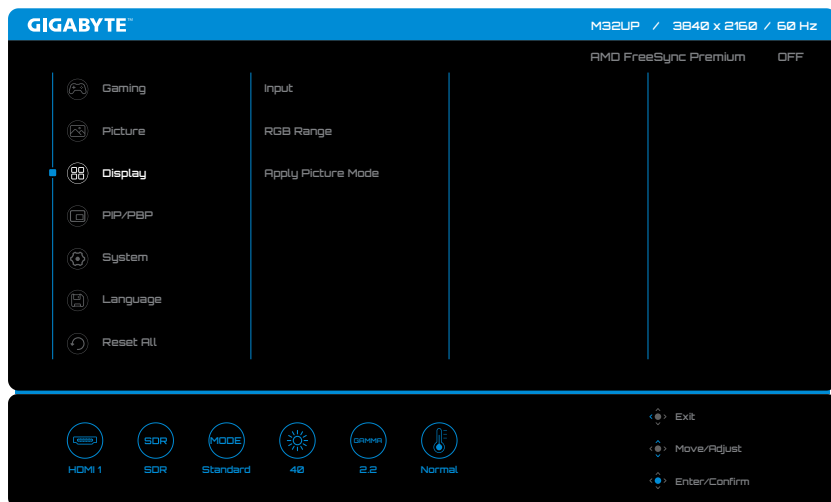 GIGABYTE™
M32UP / 3840 x 2160 / 60 Hz
AMD FreeSync Premium OFF
Gaming
Input
Picture
RGB Range
Display
Apply Picture Mode
PIP/PBP
System
Language
Reset All
SDR
MODE
GAMMA
HDMI 1
SDR
Standard
40
2.2
Normal
Exit
Move/Adjust
Enter/Confirm